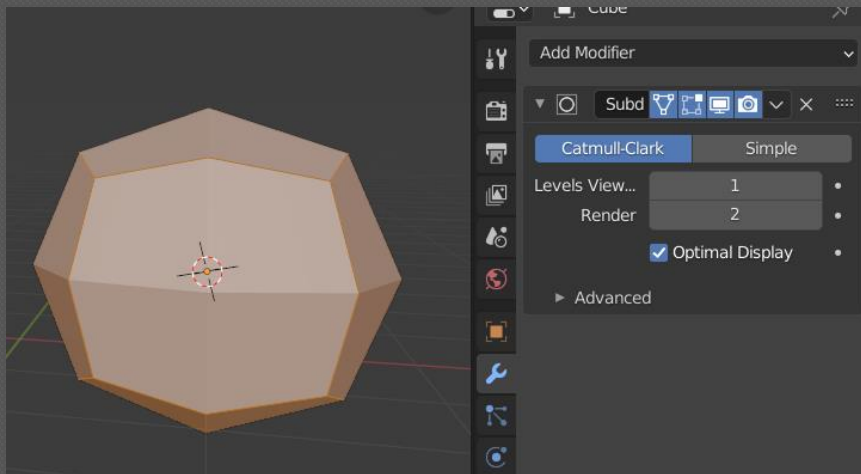 Cube
Add Modifier
Subd
Catmull-Clark Simple
Levels View... 1
Render 2
Optimal Display
Advanced